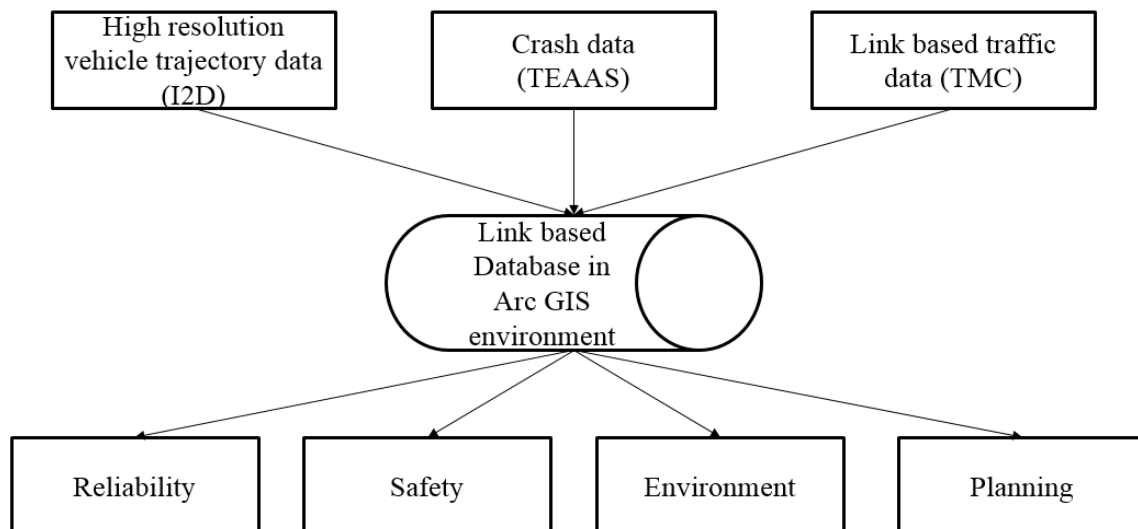 High resolution
vehicle trajectory data
(I2D)
Crash data
(TEAAS)
Link based traffic
data (TMC)
Link based
Database in
Arc GIS
environment
Reliability
Safety
Environment
Planning